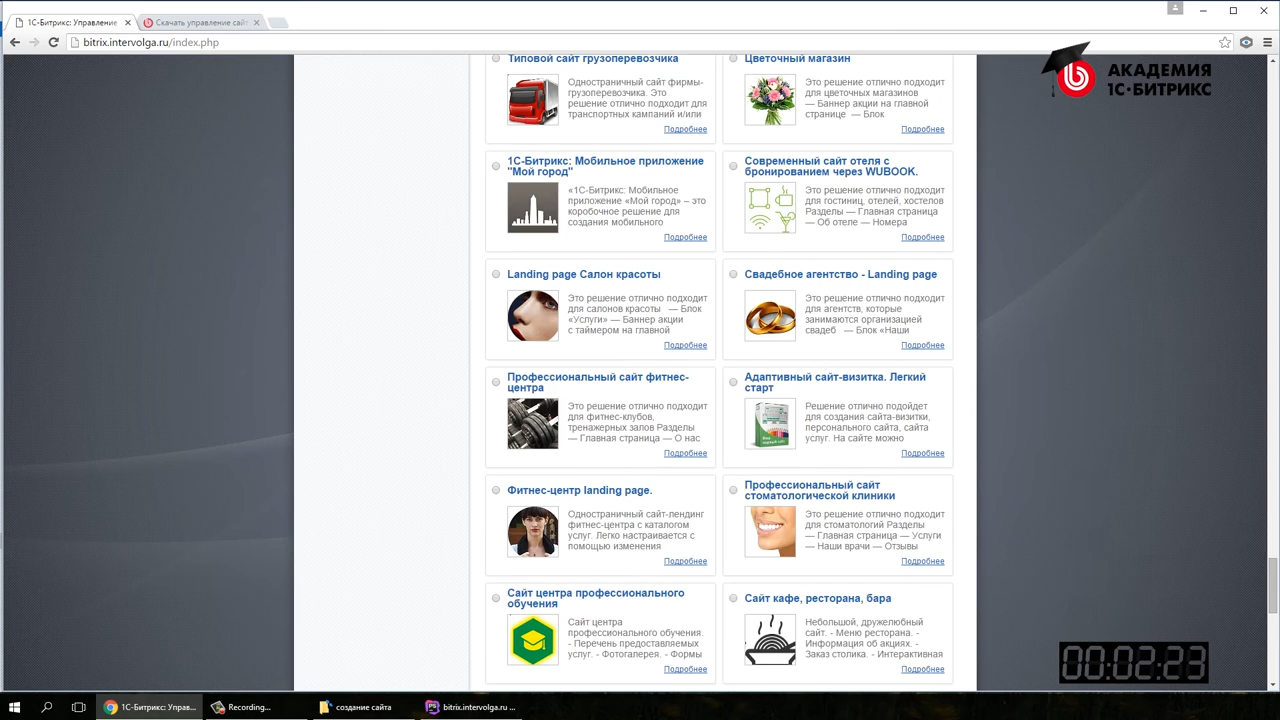 1С-Битрикс: Управление
Скачать управление сайт
bitrix.intervolga.ru/index.php
АКАДЕМИЯ
1С·БИТРИКС
Типовой сайт грузоперевозчика
Одностраничный сайт фирмы-
грузоперевозчика. Это
решение отлично подходит для
транспортных кампаний и/или
Подробнее
Цветочный магазин
Это решение отлично подходит
для цветочных магазинов
— Баннер акции на главной
странице — Блок
Подробнее
1С-Битрикс: Мобильное приложение
"Мой город"
«1С-Битрикс: Мобильное
приложение «Мой город» – это
коробочное решение для
создания мобильного
Подробнее
Современный сайт отеля с
бронированием через WUBOOK.
Это решение отлично подходит
для гостиниц, отелей, хостелов
Разделы — Главная страница
— Об отеле — Номера
Подробнее
Landing page Салон красоты
Это решение отлично подходит
для салонов красоты — Блок
«Услуги» — Баннер акции
с таймером на главной
Подробнее
Свадебное агентство - Landing page
Это решение отлично подходит
для агентств, которые
занимаются организацией
свадеб — Блок «Наши
Подробнее
Профессиональный сайт фитнес-
центра
Это решение отлично подходит
для фитнес-клубов,
тренажерных залов Разделы
— Главная страница — О нас
Подробнее
Адаптивный сайт-визитка. Легкий
старт
Решение отлично подойдет
для создания сайта-визитки,
персонального сайта, сайта
услуг. На сайте можно
Подробнее
Фитнес-центр landing page.
Одностраничный сайт-лендинг
фитнес-центра с каталогом
услуг. Легко настраивается с
помощью изменения
Подробнее
Профессиональный сайт
стоматологической клиники
Это решение отлично подходит
для стоматологий Разделы
— Главная страница — Услуги
— Наши врачи — Отзывы
Подробнее
Сайт центра профессионального
обучения
Сайт центра
профессионального обучения.
- Перечень предоставляемых
услуг. - Фотогалерея. - Формы
Подробнее
Сайт кафе, ресторана, бара
Небольшой, дружелюбный
сайт. - Меню ресторана. -
Информация об акциях. -
Заказ столика. - Интерактивная
Подробнее
00:02:23
1С-Битрикс: Управ...
Recording...
создание сайта
bitrix.intervolga.ru ...